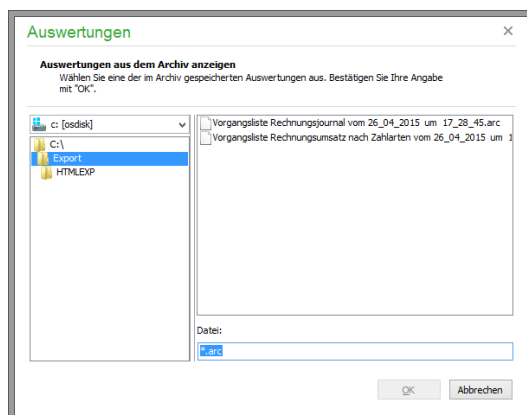 Auswertungen
Auswertungen aus dem Archiv anzeigen
Wählen Sie eine der im Archiv gespeicherten Auswertungen aus. Bestätigen Sie Ihre Angabe
mit "OK".
c: [osdisk]
C:\
Export
HTMLEXP
Vorgangsliste Rechnungsjournal vom 26_04_2015 um 17_28_45.arc
Vorgangsliste Rechnungsumsatz nach Zahlarten vom 26_04_2015 um 1
Datei:
*.arc
OK
Abbrechen